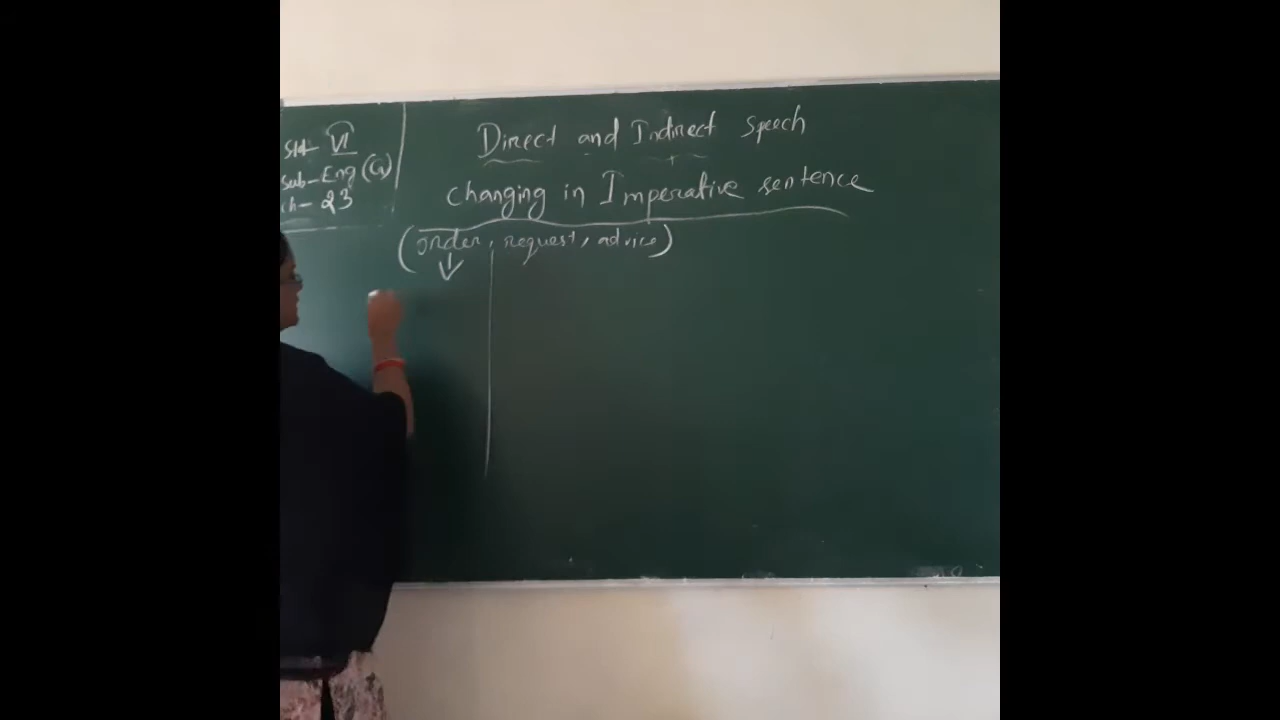 Std- VI
Sub- Eng (G)
Ch- 23
Direct and Indirect Speech
changing in Imperative sentence
(order, request, advice)